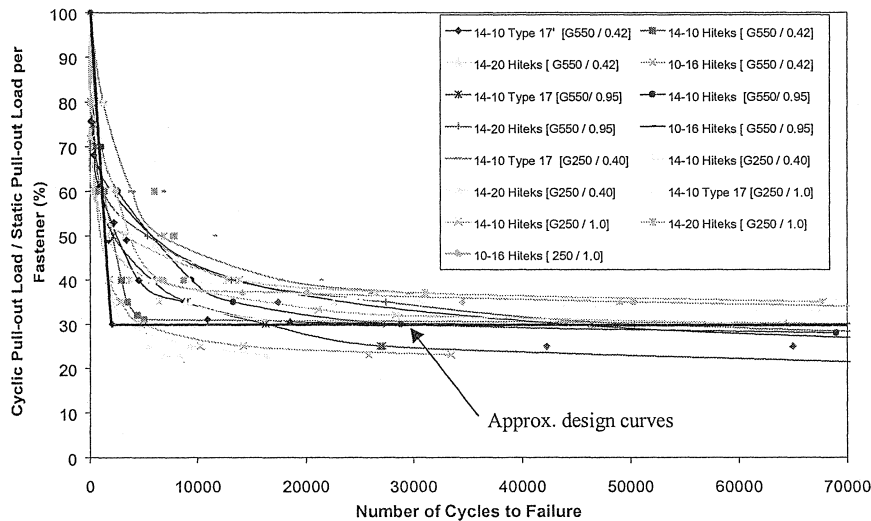 Cyclic Pull-out Load / Static Pull-out Load per
Fastener (%)
100
90
80
70
60
50
40
30
20
10
0
14-10 Type 17' [G550 / 0.42]
14-10 Hiteks [ G550 / 0.42]
14-20 Hiteks [ G550 / 0.42]
10-16 Hiteks [ G550 / 0.42]
14-10 Type 17 [G550/ 0.95]
14-10 Hiteks [G550/ 0.95]
14-20 Hiteks [G550 / 0.95]
10-16 Hiteks [ G550 / 0.95]
14-10 Type 17 [G250 / 0.40]
14-10 Hiteks [G250 / 0.40]
14-20 Hiteks [G250 / 0.40]
14-10 Type 17 [G250 / 1.0]
14-10 Hiteks [G250 / 1.0]
14-20 Hiteks [ G250 / 1.0]
10-16 Hiteks [ 250 / 1.0]
Approx. design curves
0
10000
20000
30000
40000
50000
60000
70000
Number of Cycles to Failure